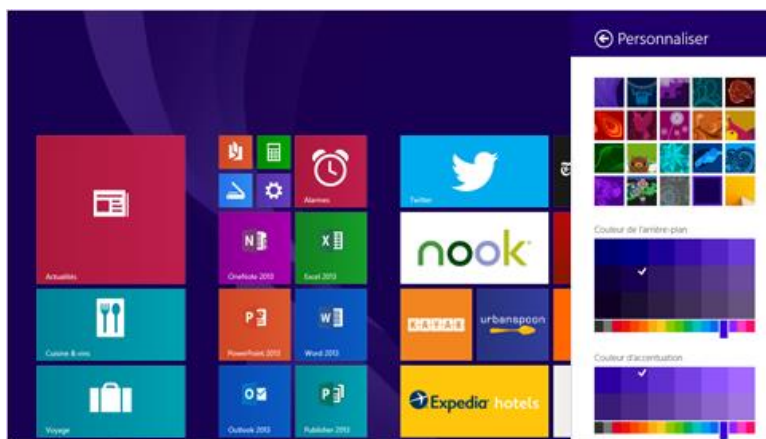 Personnaliser
Alarmes
Twitter
Actualités
OneNote 2013
Excel 2013
nook
Cuisine & vins
PowerPoint 2013
Word 2013
KAYAK
urbanspoon
Voyage
Outlook 2013
Publisher 2013
Expedia hotels
Couleur de l'arrière-plan
Couleur d'accentuation